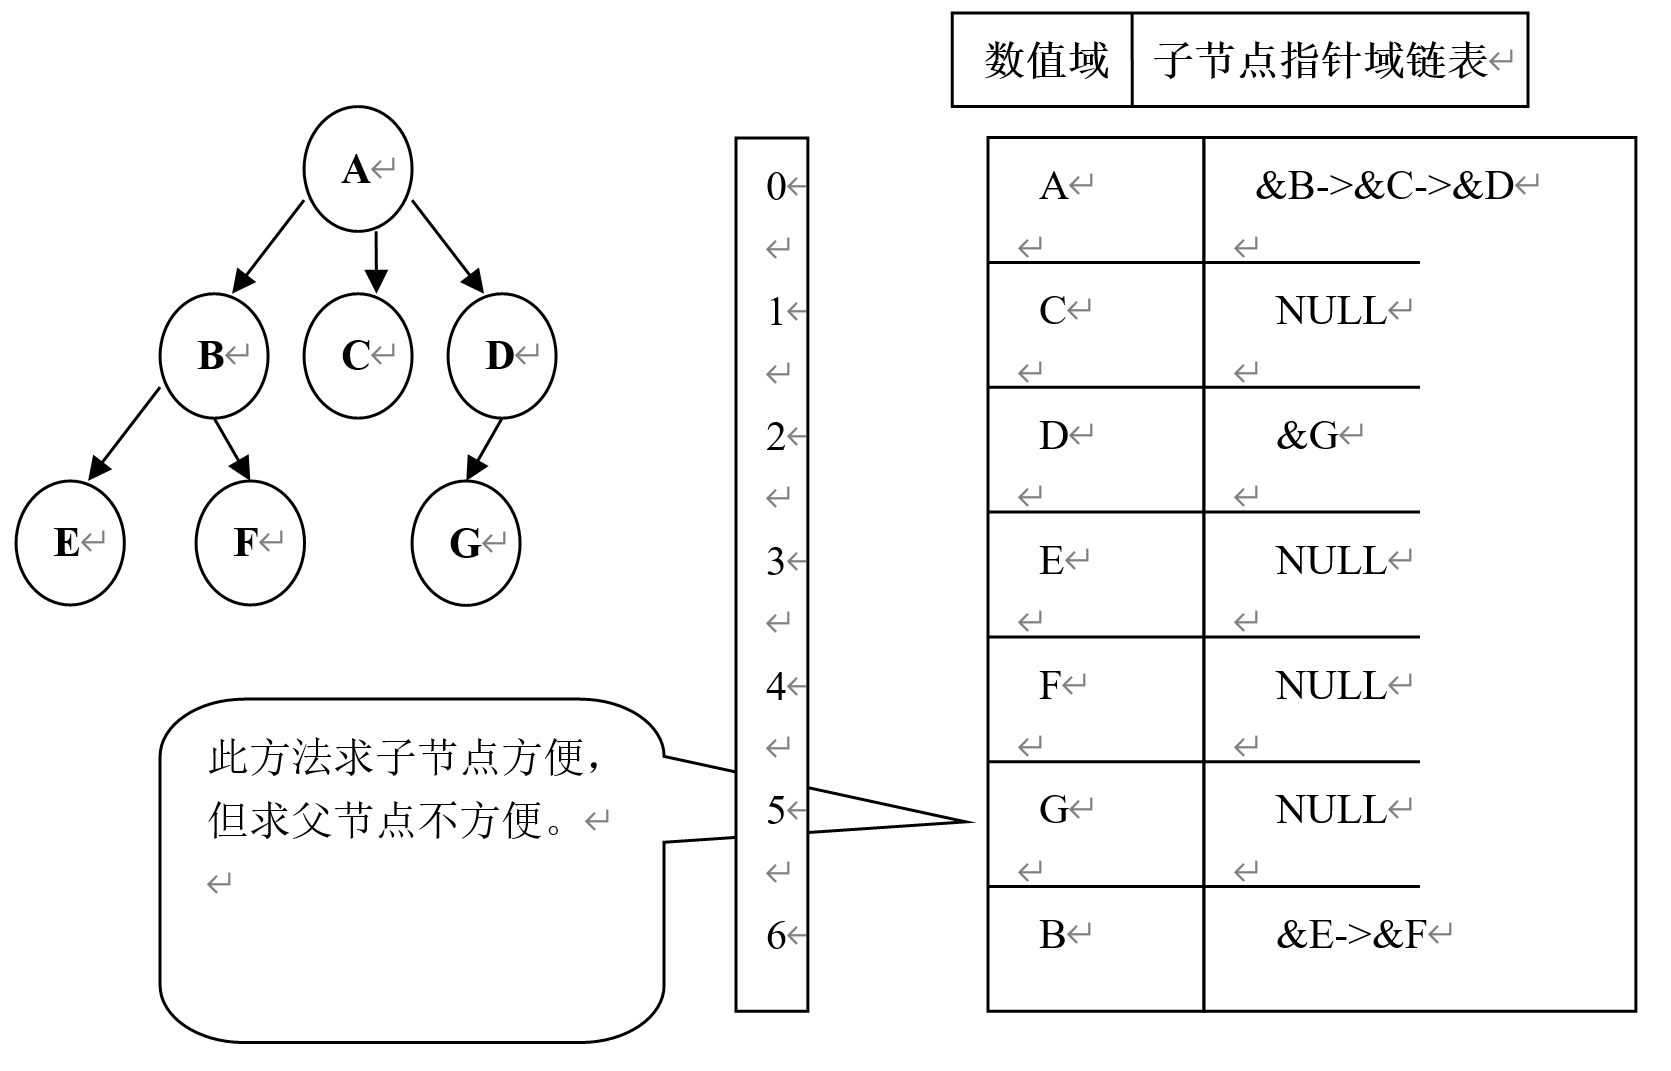 数值域 子节点指针域链表
A
B C D
E F G
此方法求子节点方便，
但求父节点不方便。
0 A &B->&C->&D
1 C NULL
2 D &G
3 E NULL
4 F NULL
5 G NULL
6 B &E->&F